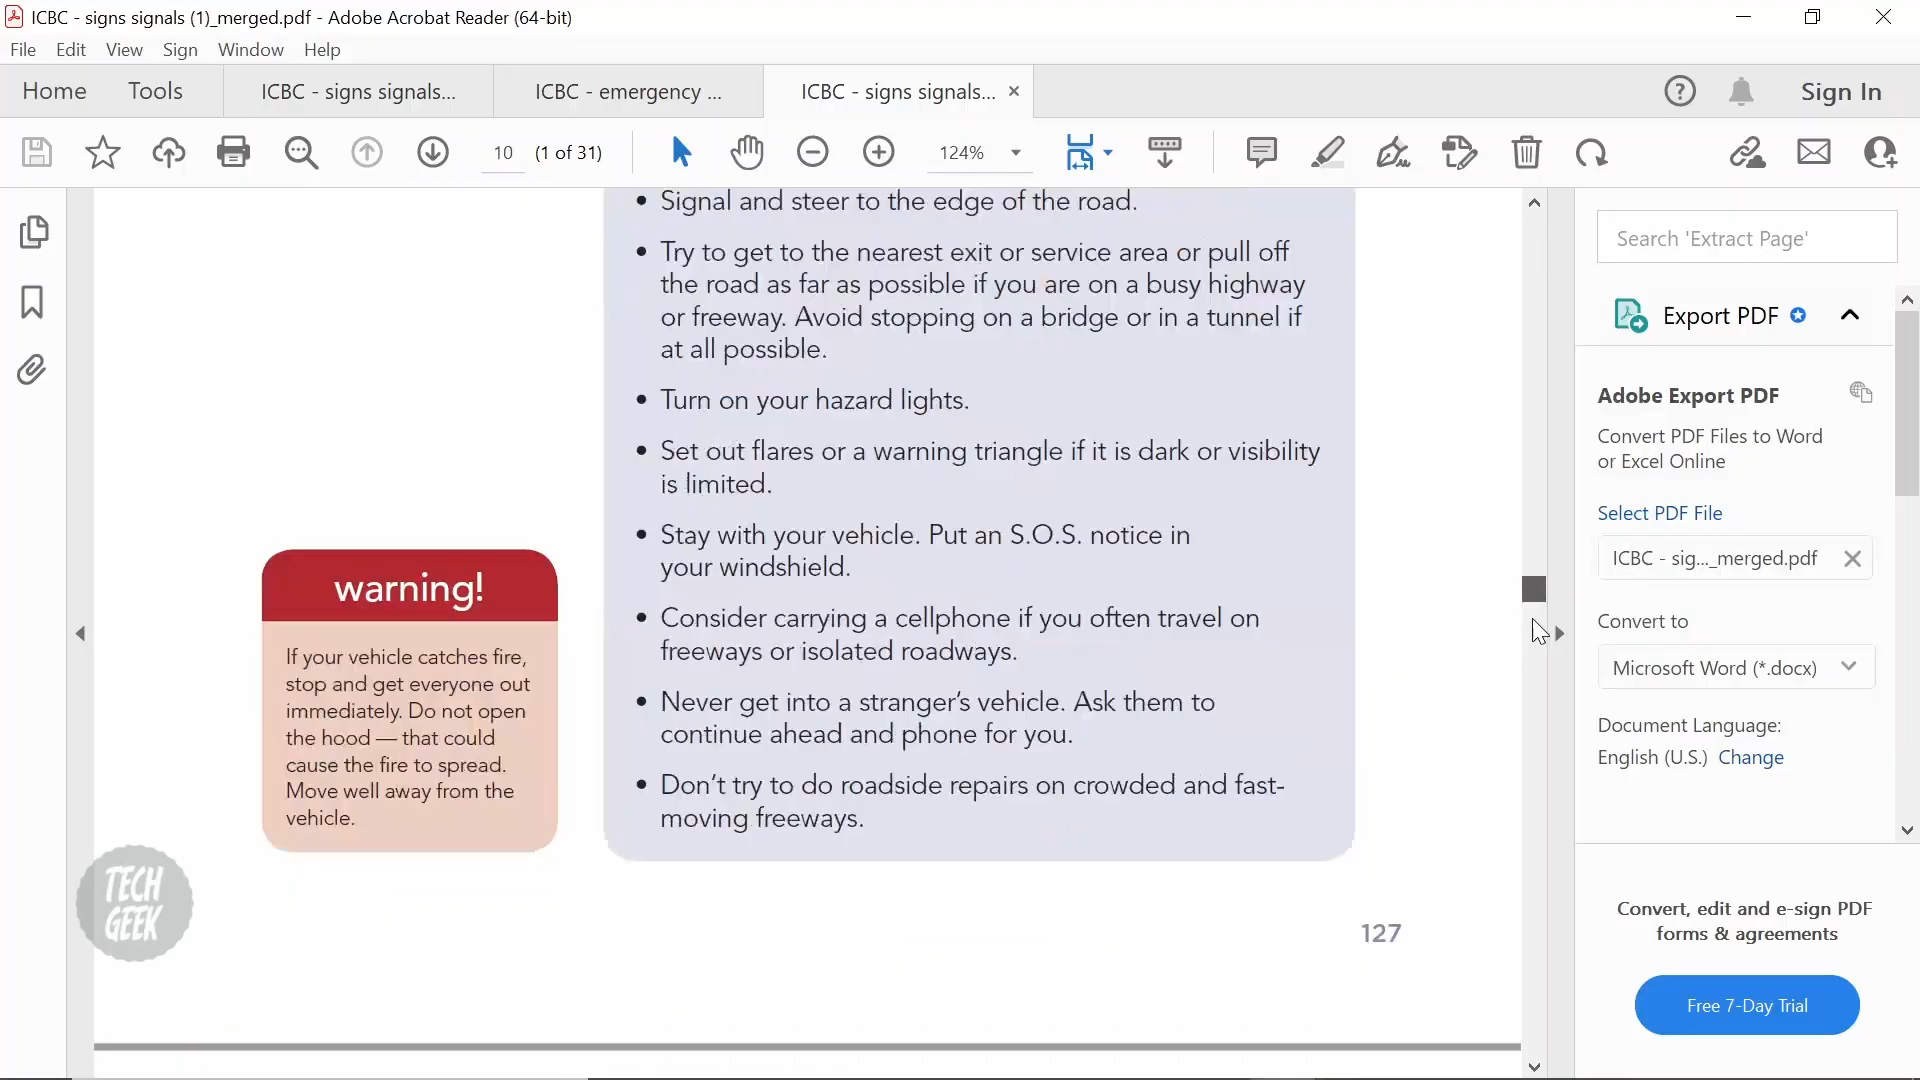 ICBC - signs signals (1)_merged.pdf - Adobe Acrobat Reader (64-bit)
File Edit View Sign Window Help
Home Tools ICBC - signs signals... ICBC - emergency ... ICBC - signs signals... Sign In
10 (1 of 31) 124%
• Signal and steer to the edge of the road.
• Try to get to the nearest exit or service area or pull off
the road as far as possible if you are on a busy highway
or freeway. Avoid stopping on a bridge or in a tunnel if
at all possible.
• Turn on your hazard lights.
• Set out flares or a warning triangle if it is dark or visibility
is limited.
• Stay with your vehicle. Put an S.O.S. notice in
your windshield.
• Consider carrying a cellphone if you often travel on
freeways or isolated roadways.
• Never get into a stranger's vehicle. Ask them to
continue ahead and phone for you.
• Don't try to do roadside repairs on crowded and fast-
moving freeways.
warning!
If your vehicle catches fire,
stop and get everyone out
immediately. Do not open
the hood — that could
cause the fire to spread.
Move well away from the
vehicle.
TECH
GEEK
127
Search 'Extract Page'
Export PDF
Adobe Export PDF
Convert PDF Files to Word
or Excel Online
Select PDF File
ICBC - sig..._merged.pdf
Convert to
Microsoft Word (*.docx)
Document Language:
English (U.S.) Change
Convert, edit and e-sign PDF
forms & agreements
Free 7-Day Trial